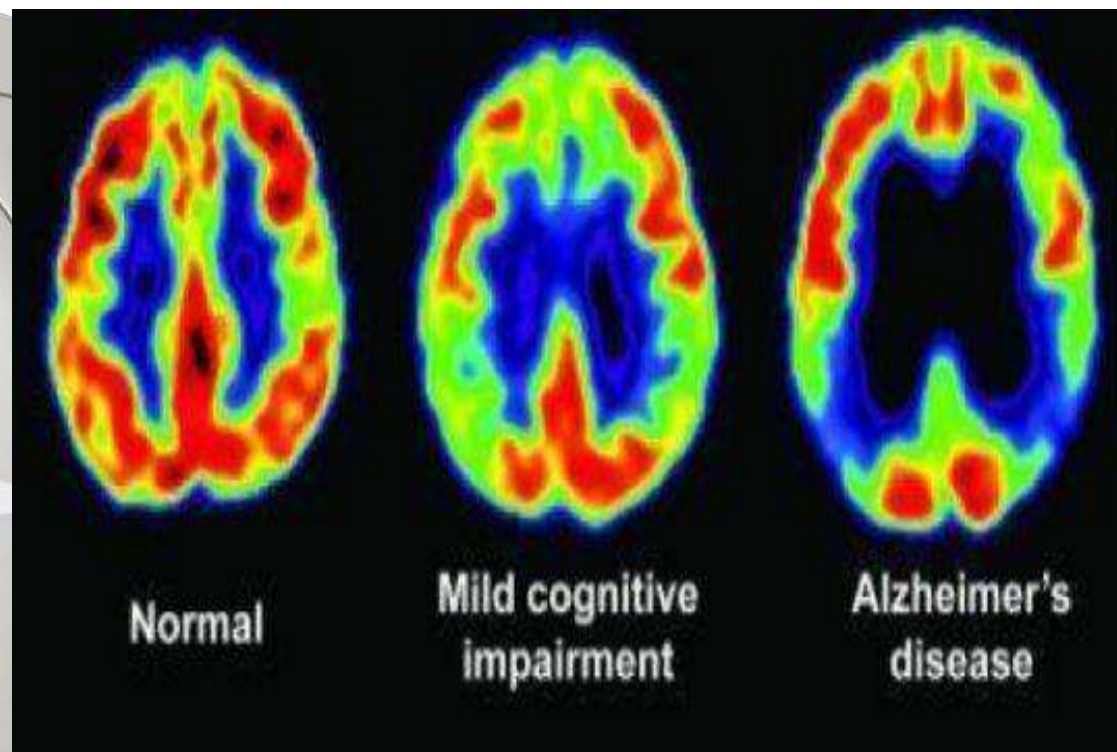 Normal
Mild cognitive
impairment
Alzheimer's
disease